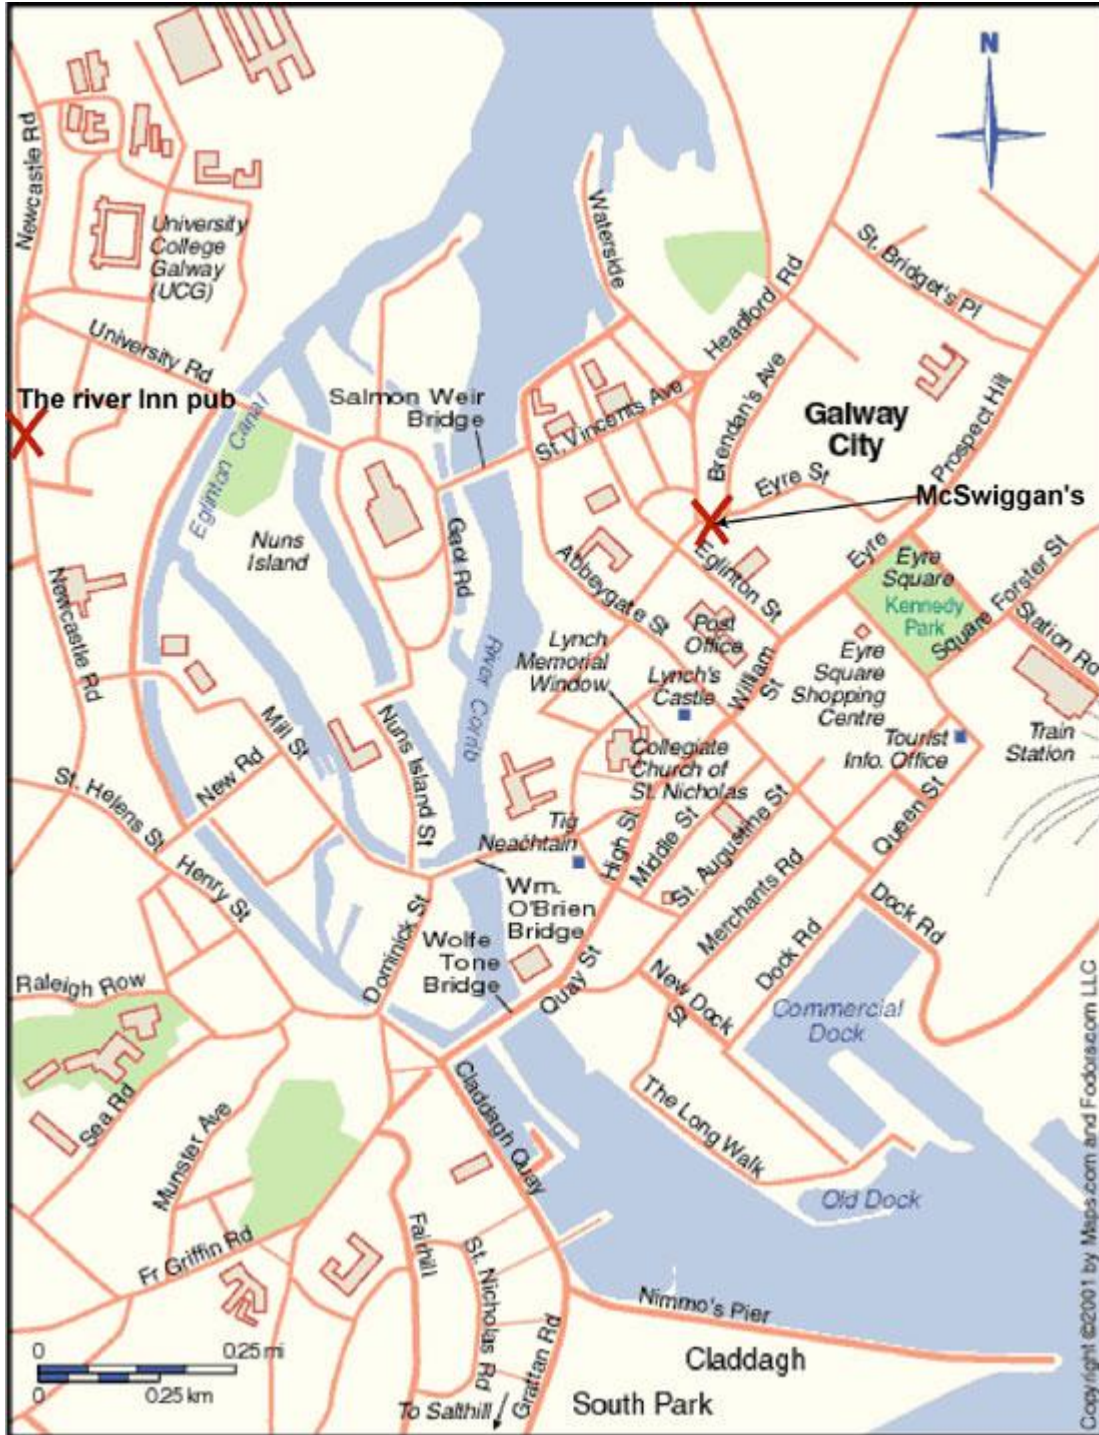 N
Newcastle Rd
University
College
Galway
(UCG)
Waterside
St. Bridget's Pl
Headford Rd
University Rd
The river Inn pub
Salmon Weir
Bridge
St. Vincents Ave
Brendan's Ave
Galway
City
Prospect Hill
Eglinton Canal
Eyre St
McSwiggan's
Nuns
Island
Gaol Rd
Abbeygate St
Eglinton St
Eyre
Eyre
Square
Kennedy
Park
Square
Forster St
Station Rd
Newcastle Rd
Post
Office
Lynch
Memorial
Window
Lynch's
Castle
William
St
Eyre
Square
Shopping
Centre
River Corrib
Mill St
Nuns Island St
Collegiate
Church of
St. Nicholas
Tourist
Info. Office
Train
Station
New Rd
St. Helens St
Tig
Neachtain
High St
Middle St
St. Augustine St
Queen St
Henry St
Wm.
O'Brien
Bridge
Merchants Rd
Dock Rd
Dominick St
Wolfe
Tone
Bridge
Quay St
Dock Rd
Raleigh Row
New Dock
St
Commercial
Dock
Sea Rd
Munster Ave
Claddagh Quay
The Long Walk
Old Dock
Fr Griffin Rd
Fairhill
St. Nicholas Rd
Nimmo's Pier
Grattan Rd
Claddagh
South Park
To Salthill
0 0.25 mi
0 0.25 km
Copyright ©2001 by Maps.com and Fodors.com LLC